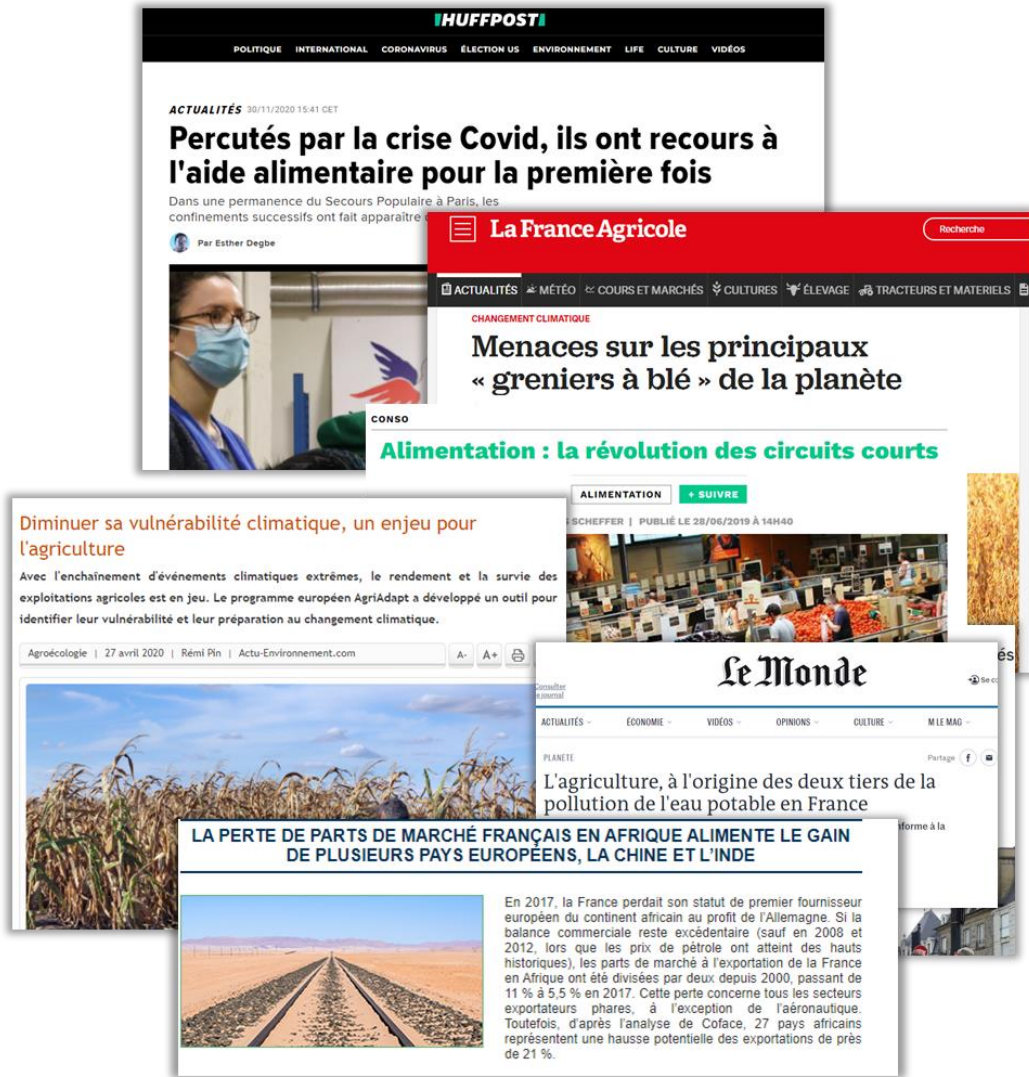 HUFFPOST
POLITIQUE INTERNATIONAL CORONAVIRUS ÉLECTION US ENVIRONNEMENT LIFE CULTURE VIDÉOS
ACTUALITÉS 30/11/2020 15:41 CET
Percutés par la crise Covid, ils ont recours à
l'aide alimentaire pour la première fois
Dans une permanence du Secours Populaire à Paris, les
confinements successifs ont fait apparaître
Par Esther Degbe
La France Agricole
Recherche
ACTUALITÉS MÉTÉO COURS ET MARCHÉS CULTURES ÉLEVAGE TRACTEURS ET MATERIELS
CHANGEMENT CLIMATIQUE
Menaces sur les principaux
« greniers à blé » de la planète
CONSO
Alimentation : la révolution des circuits courts
ALIMENTATION + SUIVRE
SCHEFFER | PUBLIÉ LE 28/06/2019 À 14H40
Diminuer sa vulnérabilité climatique, un enjeu pour
l'agriculture
Avec l'enchaînement d'événements climatiques extrêmes, le rendement et la survie des
exploitations agricoles est en jeu. Le programme européen AgriAdapt a développé un outil pour
identifier leur vulnérabilité et leur préparation au changement climatique.
Agroécologie | 27 avril 2020 | Rémi Pin | Actu-Environnement.com A- A+
és
Consulter
le journal
Le Monde
Se c
ACTUALITÉS ÉCONOMIE VIDÉOS OPINIONS CULTURE M LE MAG
PLANÈTE
Partage
L'agriculture, à l'origine des deux tiers de la
pollution de l'eau potable en France
nforme à la
LA PERTE DE PARTS DE MARCHÉ FRANÇAIS EN AFRIQUE ALIMENTE LE GAIN
DE PLUSIEURS PAYS EUROPÉENS, LA CHINE ET L'INDE
En 2017, la France perdait son statut de premier fournisseur
européen du continent africain au profit de l'Allemagne. Si la
balance commerciale reste excédentaire (sauf en 2008 et
2012, lors que les prix de pétrole ont atteint des hauts
historiques), les parts de marché à l'exportation de la France
en Afrique ont été divisées par deux depuis 2000, passant de
11 % à 5,5 % en 2017. Cette perte concerne tous les secteurs
exportateurs phares, à l'exception de l'aéronautique.
Toutefois, d'après l'analyse de Coface, 27 pays africains
représentent une hausse potentielle des exportations de près
de 21 %.